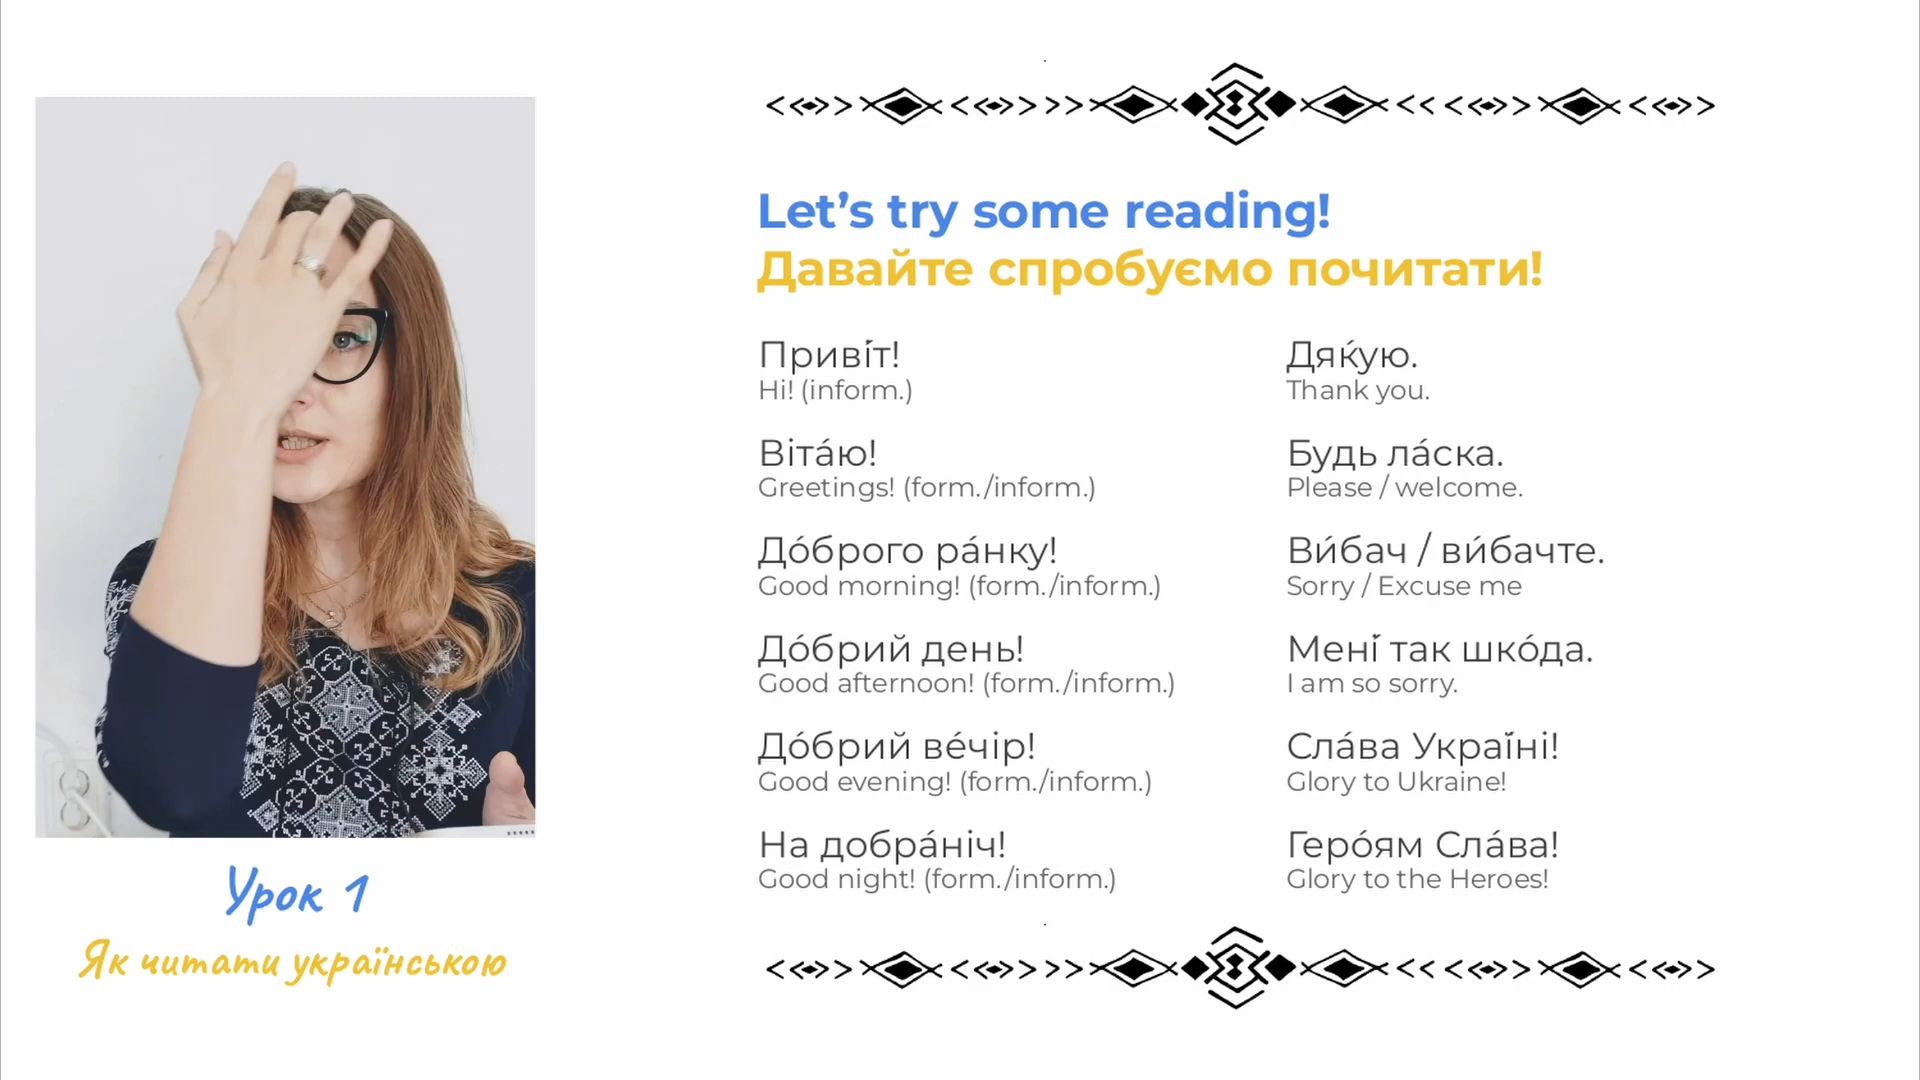 Let's try some reading!
Давайте спробуємо почитати!
Приві́т!
Hi! (inform.)
Віта́ю!
Greetings! (form./inform.)
До́брого ра́нку!
Good morning! (form./inform.)
До́брий день!
Good afternoon! (form./inform.)
До́брий ве́чір!
Good evening! (form./inform.)
На добра́ніч!
Good night! (form./inform.)
Дяќую.
Thank you.
Будь ла́ска.
Please / welcome.
Ви́бач / ви́бачте.
Sorry / Excuse me
Мені́ так шко́да.
I am so sorry.
Сла́ва Украї́ні!
Glory to Ukraine!
Геро́ям Сла́ва!
Glory to the Heroes!
Урок 1
Як читати українською